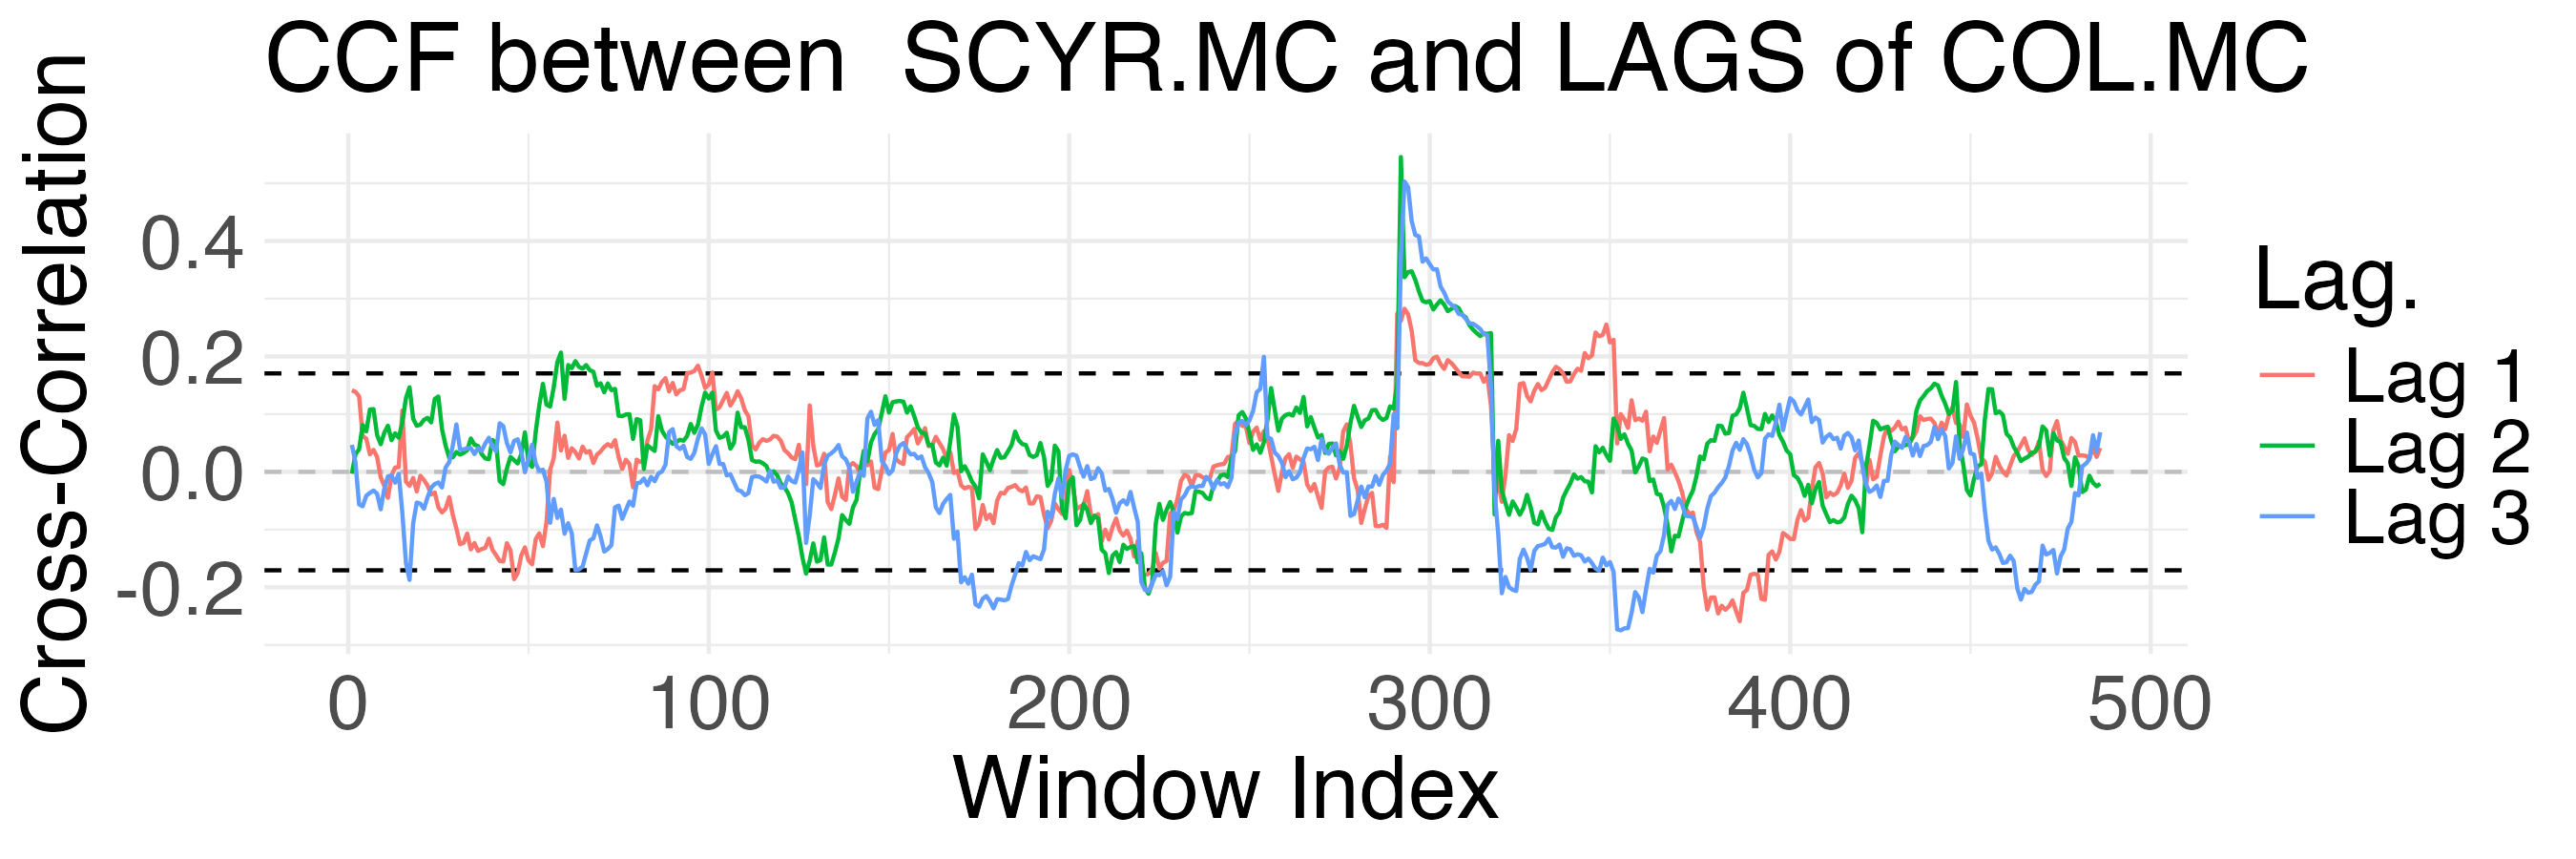 CCF between  SCYR.MC and LAGS of COL.MC
Cross-Correlation
0.4
0.2
0.0
-0.2
0 100 200 300 400 500
Window Index
Lag.
Lag 1
Lag 2
Lag 3